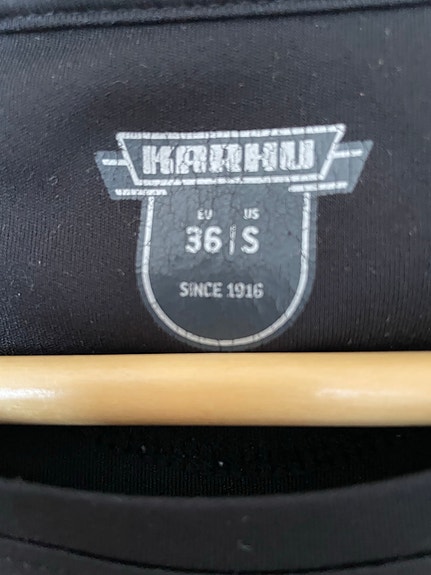 KARHU
EU US
36 | S
SINCE 1916